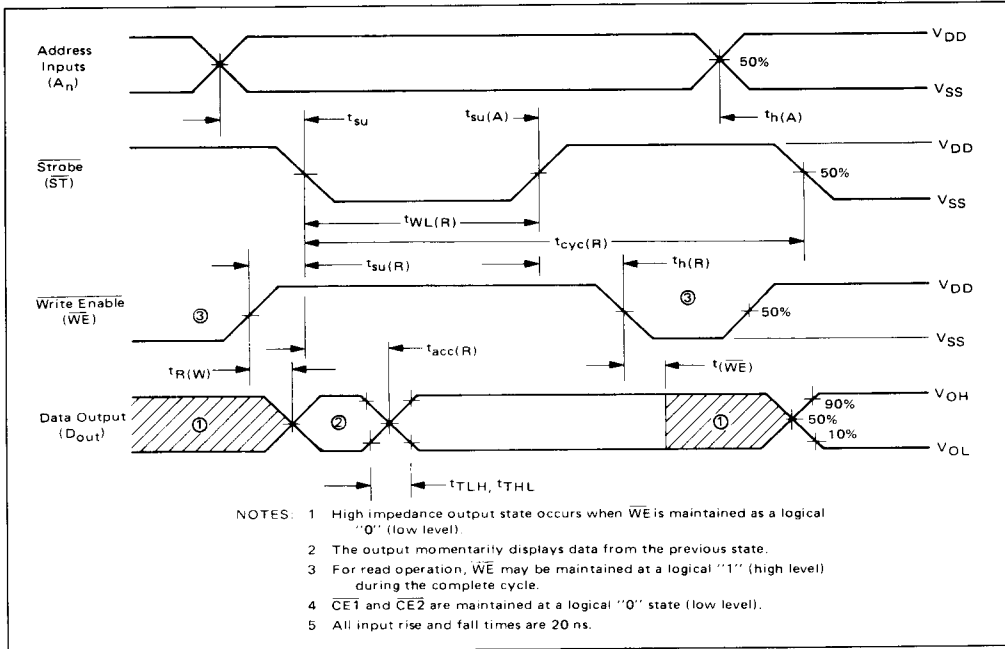 Address
Inputs
(An)
VDD
50%
VSS
tsu
tsu(A)
th(A)
Strobe
(ST)
VDD
50%
VSS
tWL(R)
tcyc(R)
tsu(R)
th(R)
Write Enable
(WE)
③
③
VDD
50%
VSS
tacc(R)
tR(W)
t(WE)
Data Output
(Dout)
①
②
①
VOH
90%
50%
10%
VOL
tTLH, tTHL
NOTES: 1 High impedance output state occurs when WE is maintained as a logical
"0" (low level).
2 The output momentarily displays data from the previous state.
3 For read operation, WE may be maintained at a logical "1" (high level)
during the complete cycle.
4 CE1 and CE2 are maintained at a logical "0" state (low level).
5 All input rise and fall times are 20 ns.